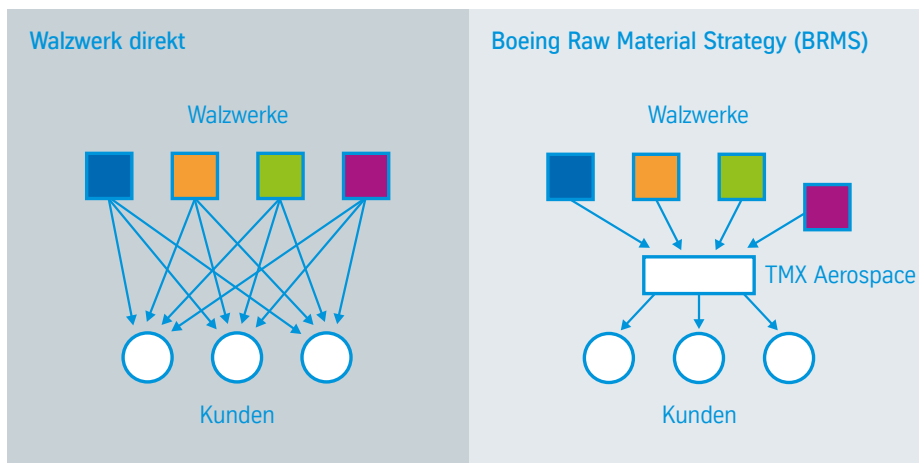 Walzwerk direkt
Walzwerke
Kunden
Boeing Raw Material Strategy (BRMS)
Walzwerke
TMX Aerospace
Kunden